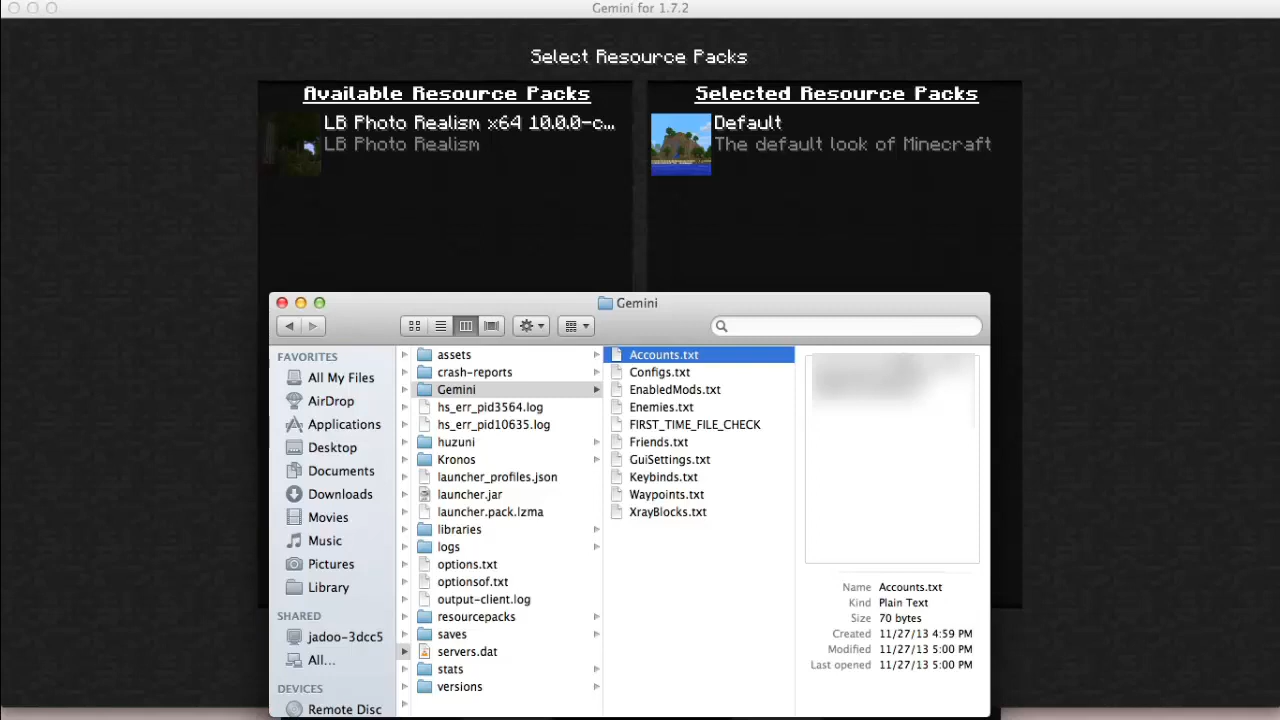 Gemini for 1.7.2
Select Resource Packs
Available Resource Packs
LB Photo Realism x64 10.0.0-c...
LB Photo Realism
Selected Resource Packs
Default
The default look of Minecraft
Gemini
FAVORITES
All My Files
AirDrop
Applications
Desktop
Documents
Downloads
Movies
Music
Pictures
Library
SHARED
jadoo-3dcc5
All...
DEVICES
Remote Disc
assets
crash-reports
Gemini
hs_err_pid3564.log
hs_err_pid10635.log
huzuni
Kronos
launcher_profiles.json
launcher.jar
launcher.pack.lzma
libraries
logs
options.txt
optionsof.txt
output-client.log
resourcepacks
saves
servers.dat
stats
versions
Accounts.txt
Configs.txt
EnabledMods.txt
Enemies.txt
FIRST_TIME_FILE_CHECK
Friends.txt
GuiSettings.txt
Keybinds.txt
Waypoints.txt
XrayBlocks.txt
Name Accounts.txt
Kind Plain Text
Size 70 bytes
Created 11/27/13 4:59 PM
Modified 11/27/13 5:00 PM
Last opened 11/27/13 5:00 PM